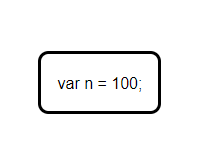 var n = 100;